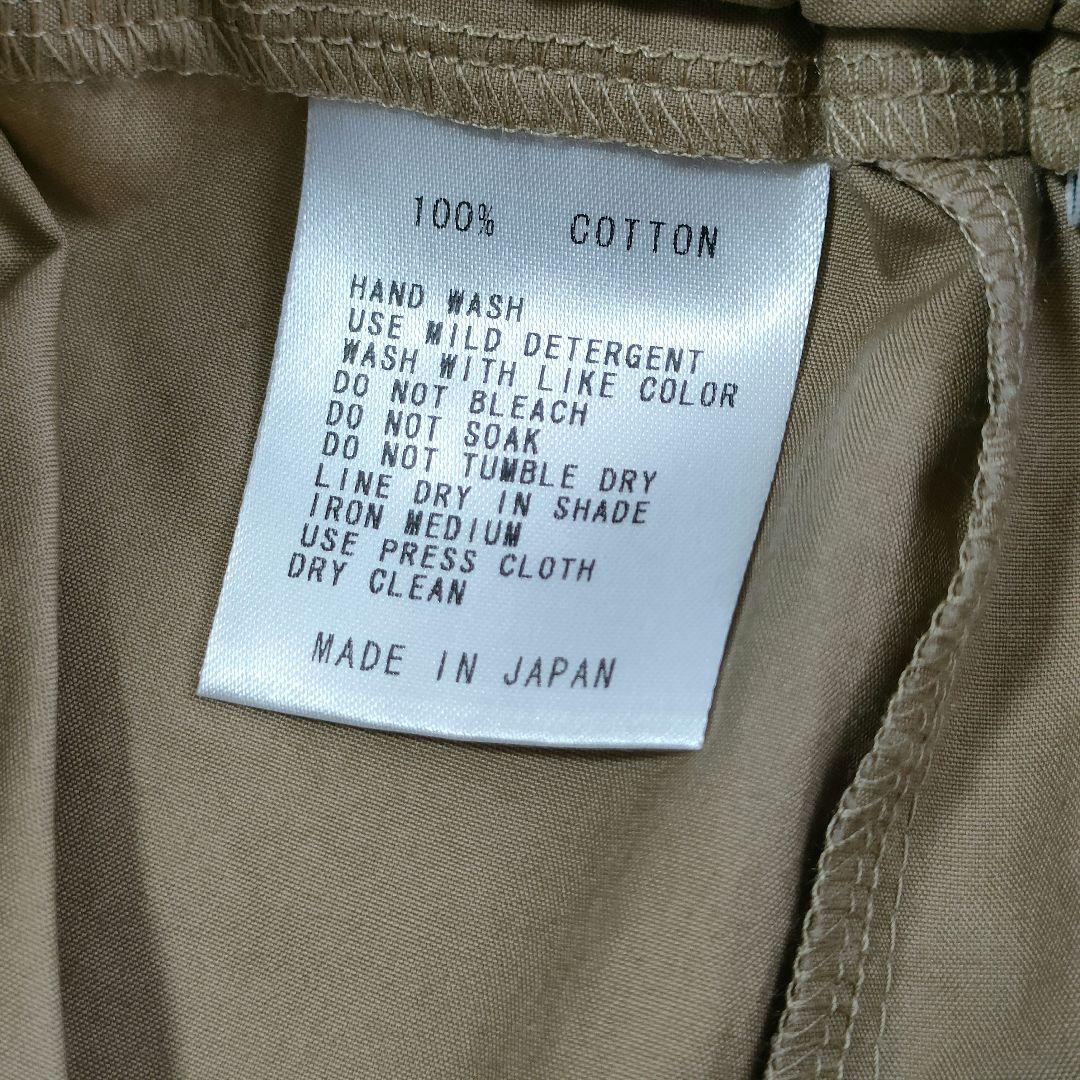 100% COTTON
HAND WASH
USE MILD DETERGENT
WASH WITH LIKE COLOR
DO NOT BLEACH
DO NOT SOAK
DO NOT TUMBLE DRY
LINE DRY IN SHADE
IRON MEDIUM
USE PRESS CLOTH
DRY CLEAN
MADE IN JAPAN